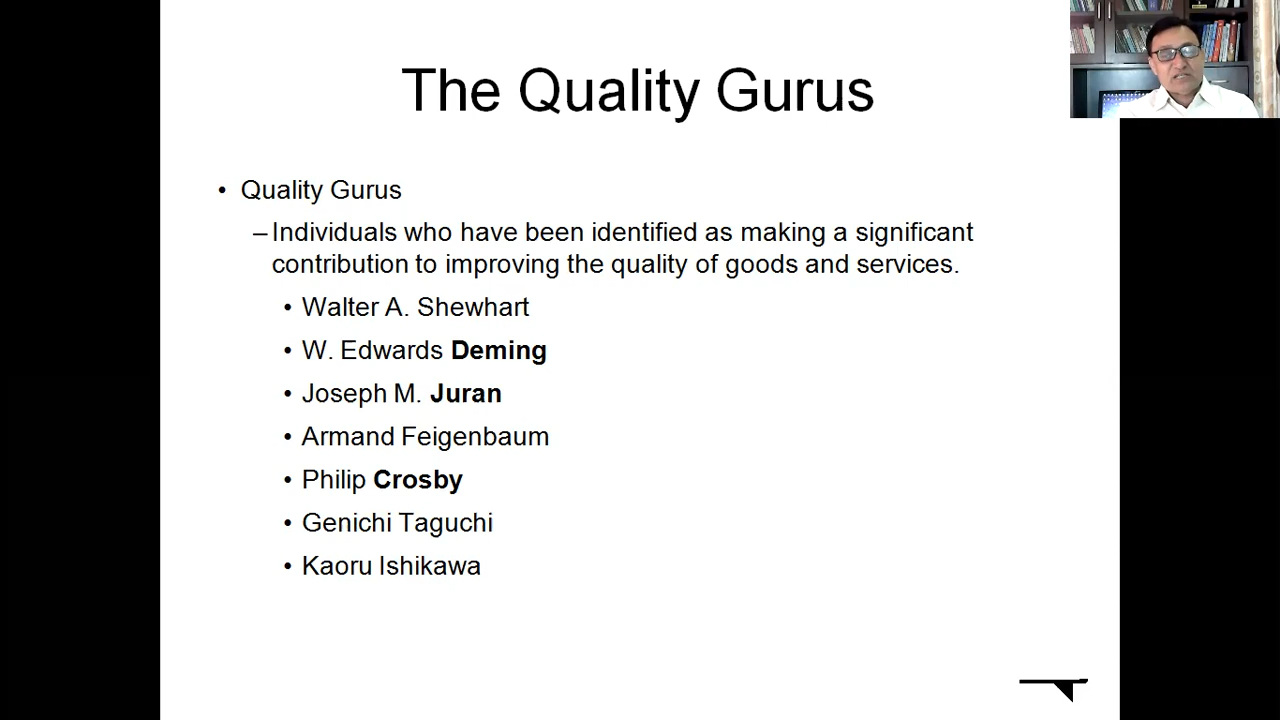 The Quality Gurus
• Quality Gurus
– Individuals who have been identified as making a significant
contribution to improving the quality of goods and services.
• Walter A. Shewhart
• W. Edwards Deming
• Joseph M. Juran
• Armand Feigenbaum
• Philip Crosby
• Genichi Taguchi
• Kaoru Ishikawa